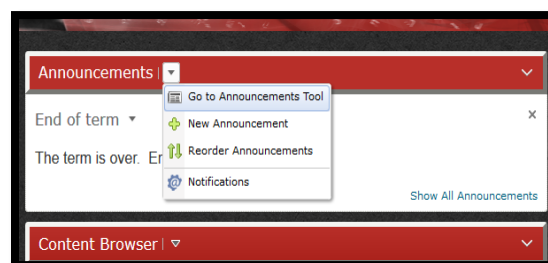 Announcements
Go to Announcements Tool
End of term
New Announcement
The term is over.
Reorder Announcements
Notifications
Show All Announcements
Content Browser